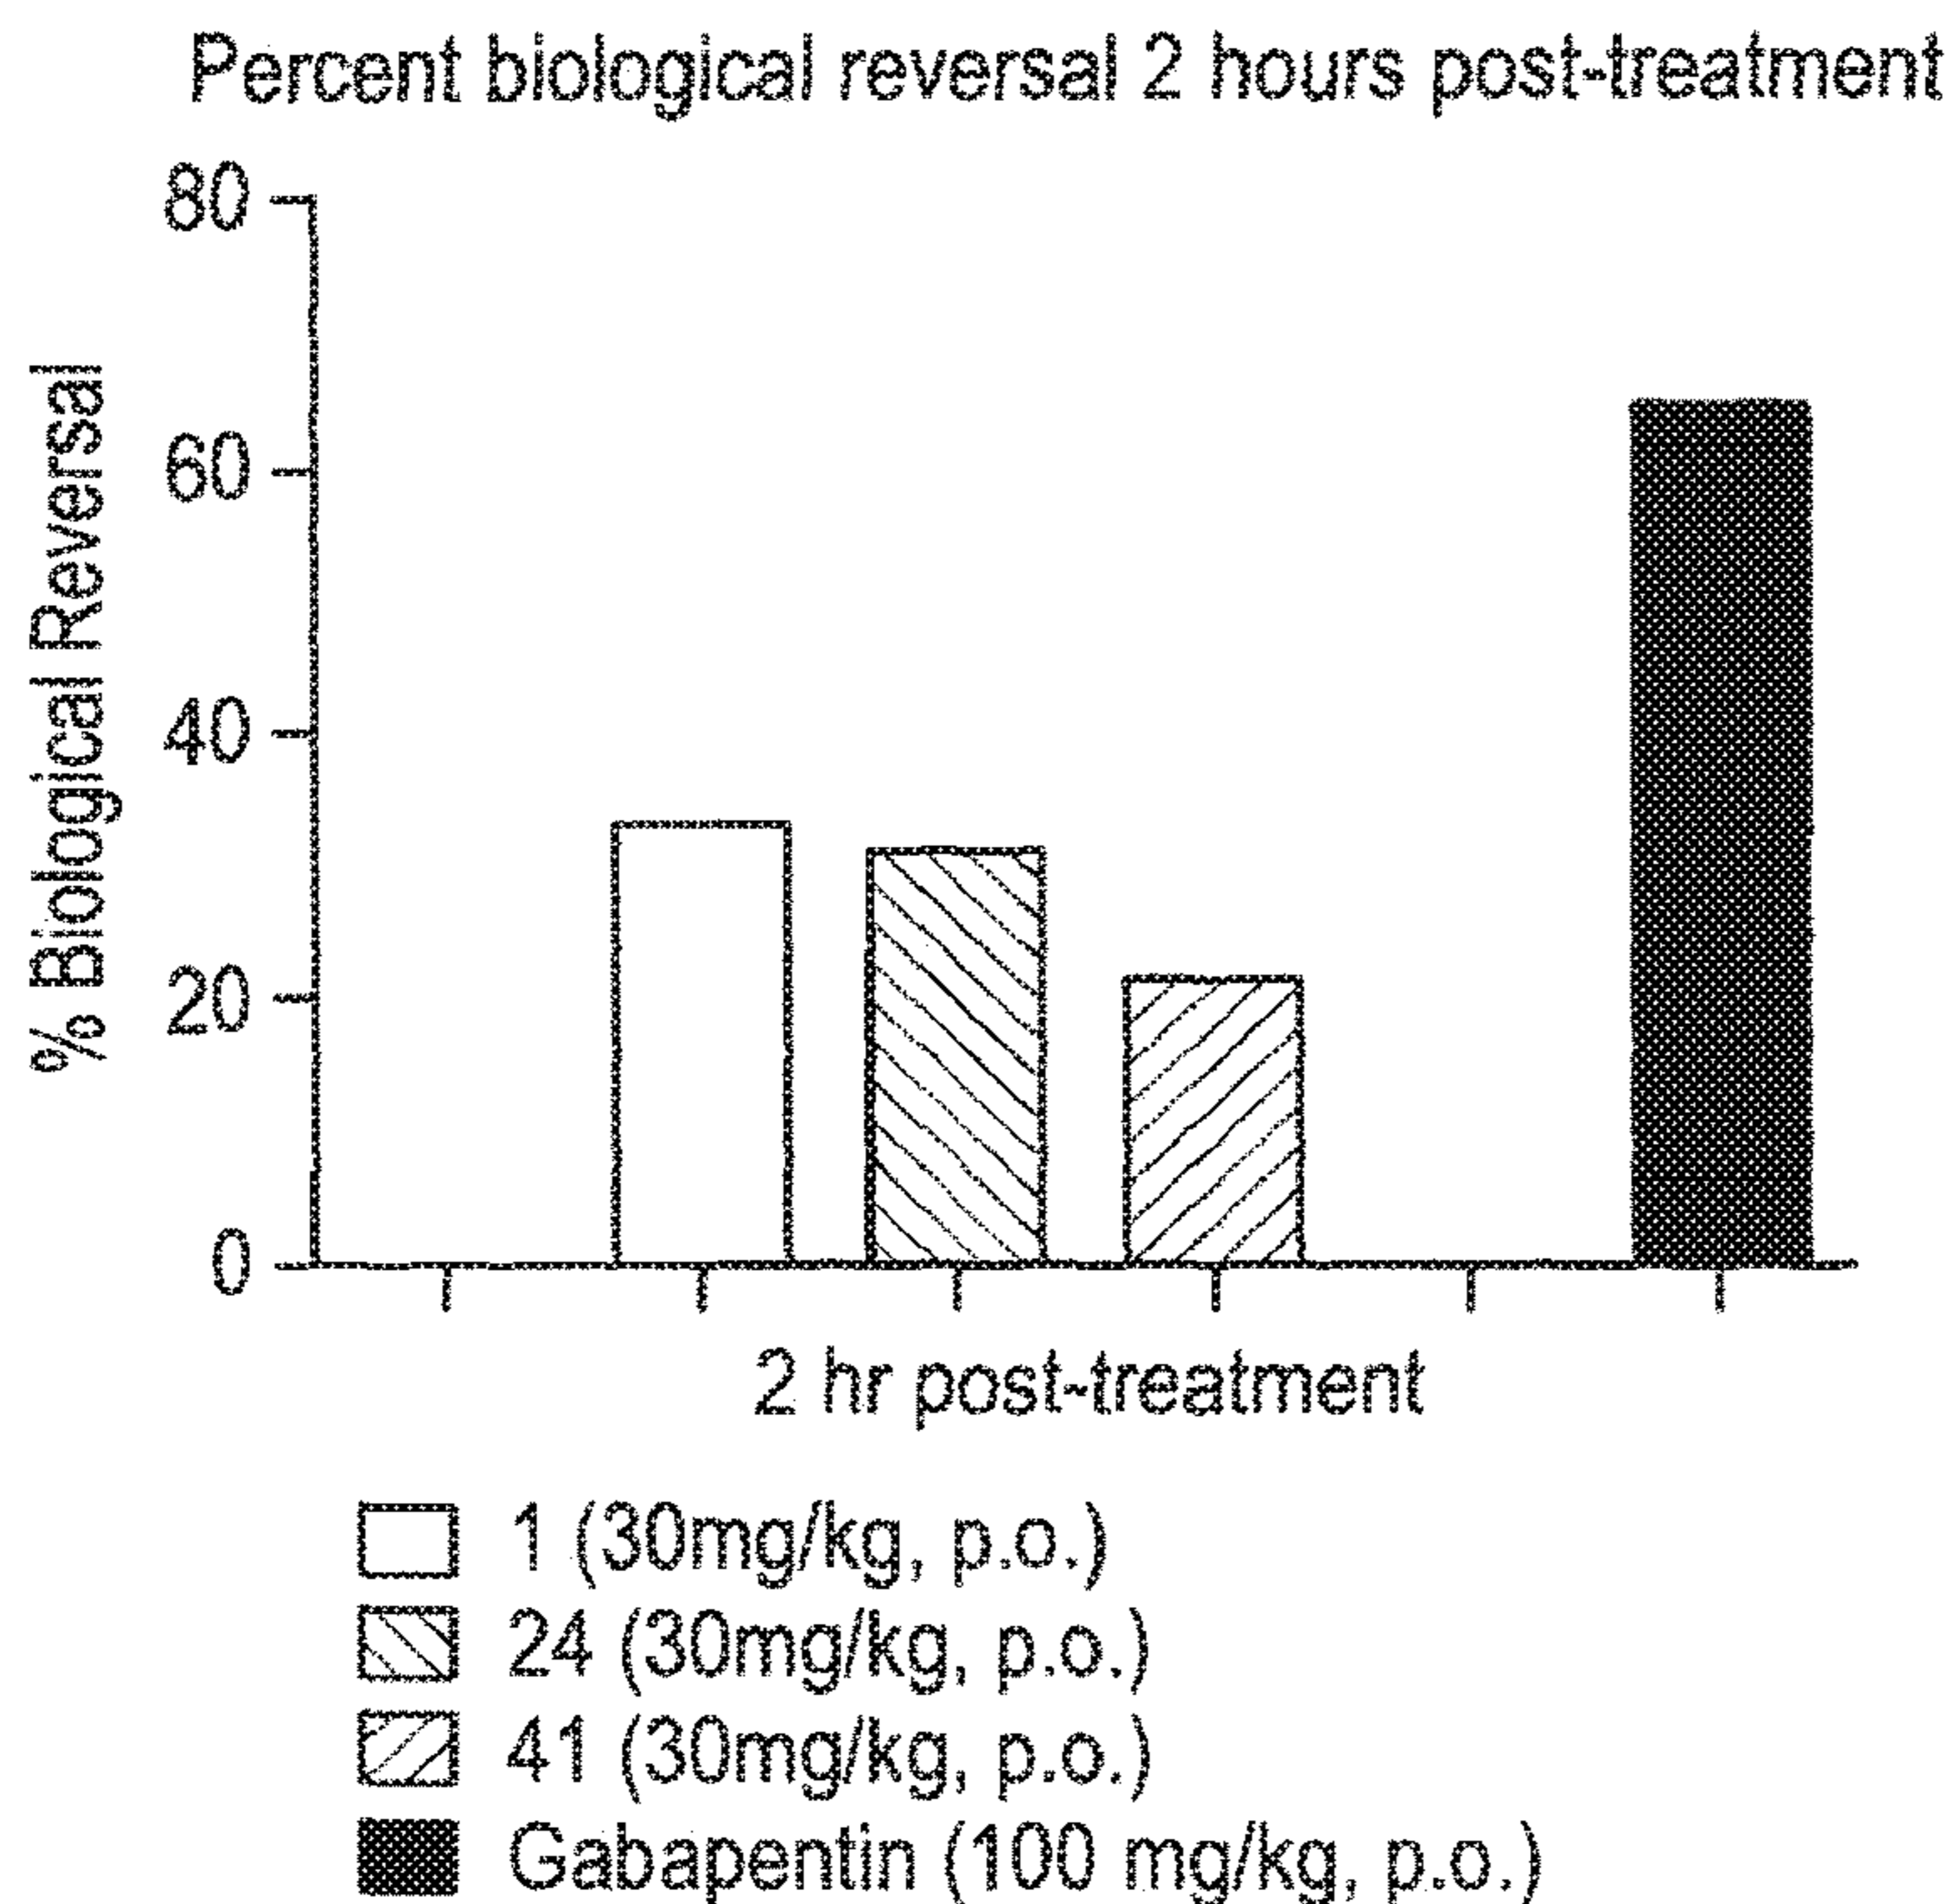 Percent biological reversal 2 hours post-treatment
% Biological Reversal
80
60
40
20
0
2 hr post-treatment
1 (30mg/kg, p.o.)
24 (30mg/kg, p.o.)
41 (30mg/kg, p.o.)
Gabapentin (100 mg/kg, p.o.)